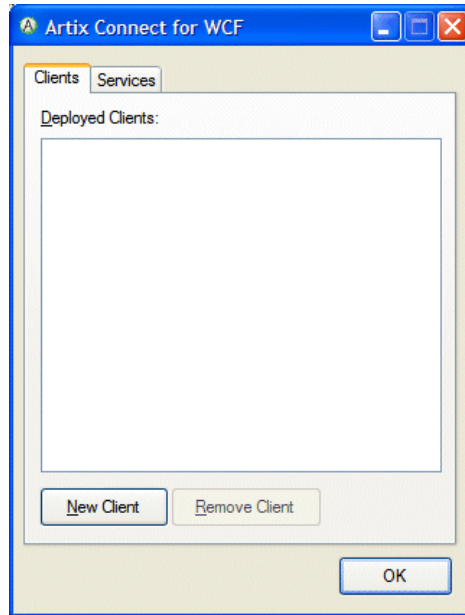 Artix Connect for WCF
Clients Services
Deployed Clients:
New Client Remove Client
OK